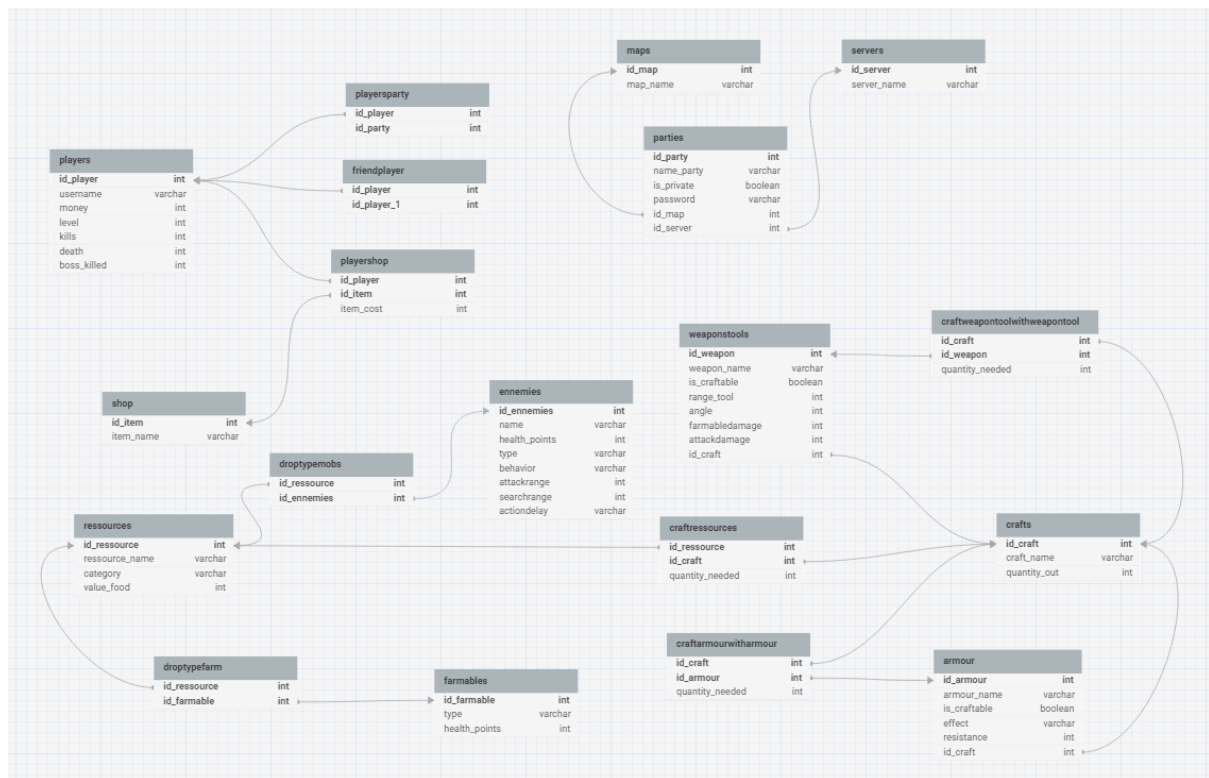 maps
id_map int
map_name varchar
servers
id_server int
server_name varchar
playersparty
id_player int
id_party int
parties
id_party int
name_party varchar
is_private boolean
password varchar
id_map int
id_server int
players
id_player int
username varchar
money int
level int
kills int
death int
boss_killed int
friendplayer
id_player int
id_player_1 int
playershop
id_player int
id_item int
item_cost int
weaponstools
id_weapon int
weapon_name varchar
is_craftable boolean
range_tool int
angle int
farmabledamage int
attackdamage int
id_craft int
craftweapontoolwithweapontool
id_craft int
id_weapon int
quantity_needed int
shop
id_item int
item_name varchar
ennemies
id_ennemies int
name varchar
health_points int
type varchar
behavior varchar
attackrange int
searchrange int
actiondelay varchar
droptypemobs
id_ressource int
id_ennemies int
ressources
id_ressource int
ressource_name varchar
category varchar
value_food int
craftressources
id_ressource int
id_craft int
quantity_needed int
crafts
id_craft int
craft_name varchar
quantity_out int
craftarmourwitharmour
id_craft int
id_armour int
quantity_needed int
armour
id_armour int
armour_name varchar
is_craftable boolean
effect varchar
resistance int
id_craft int
droptypefarm
id_ressource int
id_farmable int
farmables
id_farmable int
type varchar
health_points int